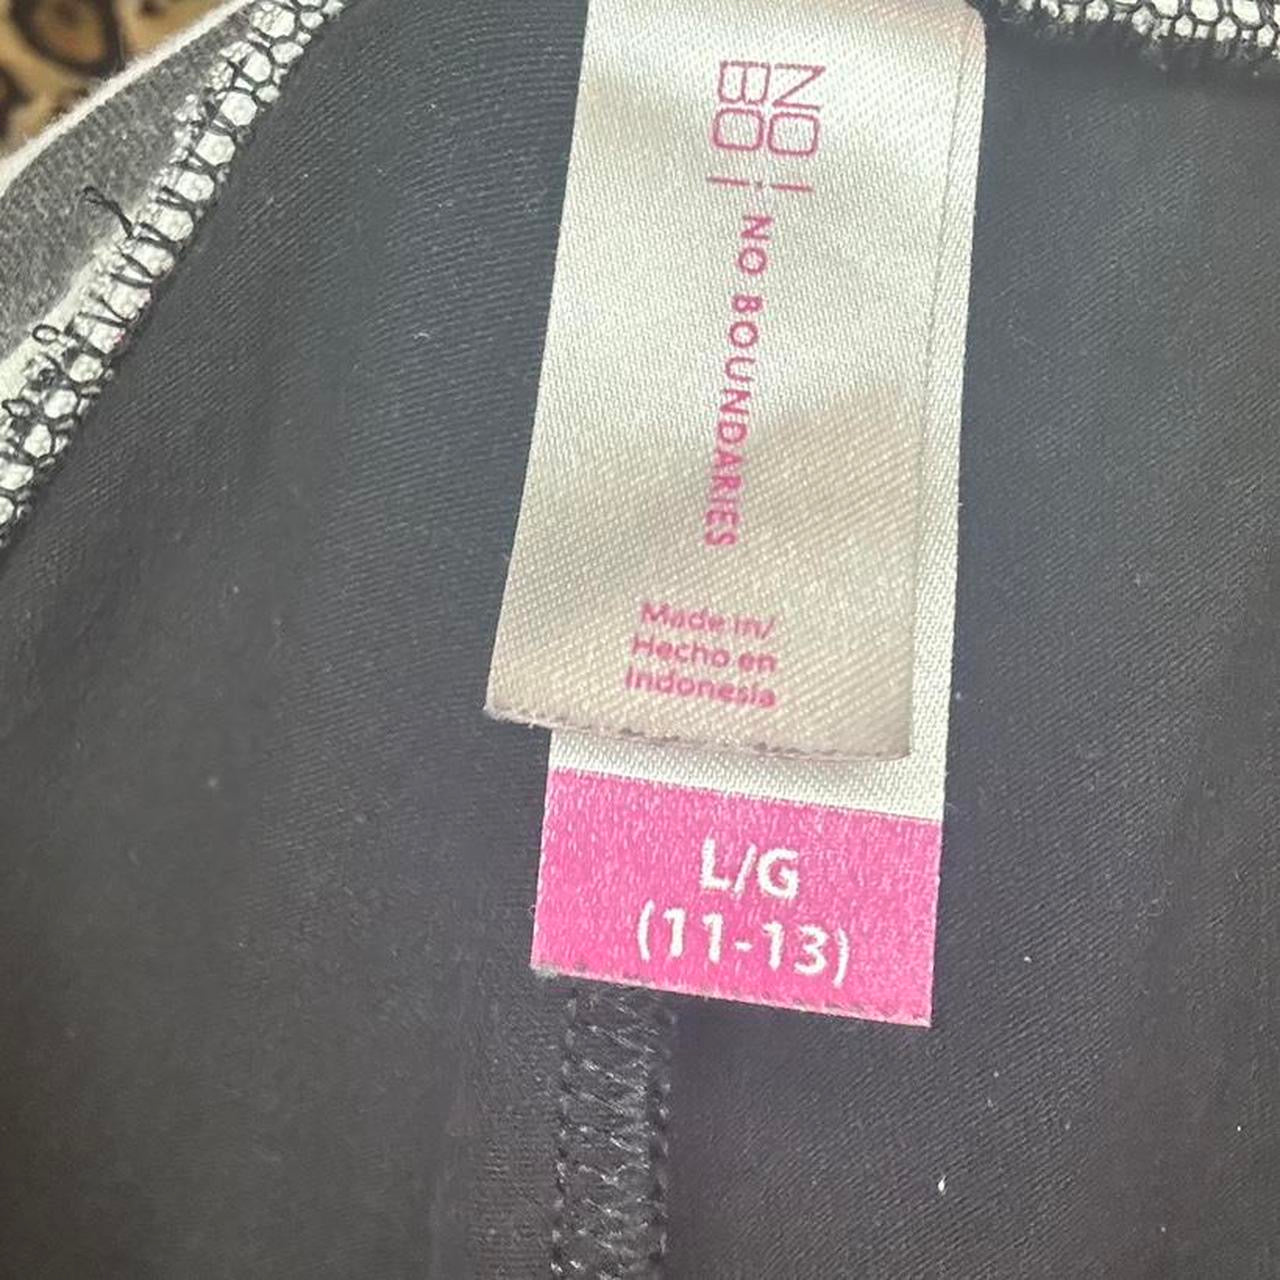 NO
BO
NO BOUNDARIES
Made in/
Hecho en
Indonesia
L/G
(11-13)